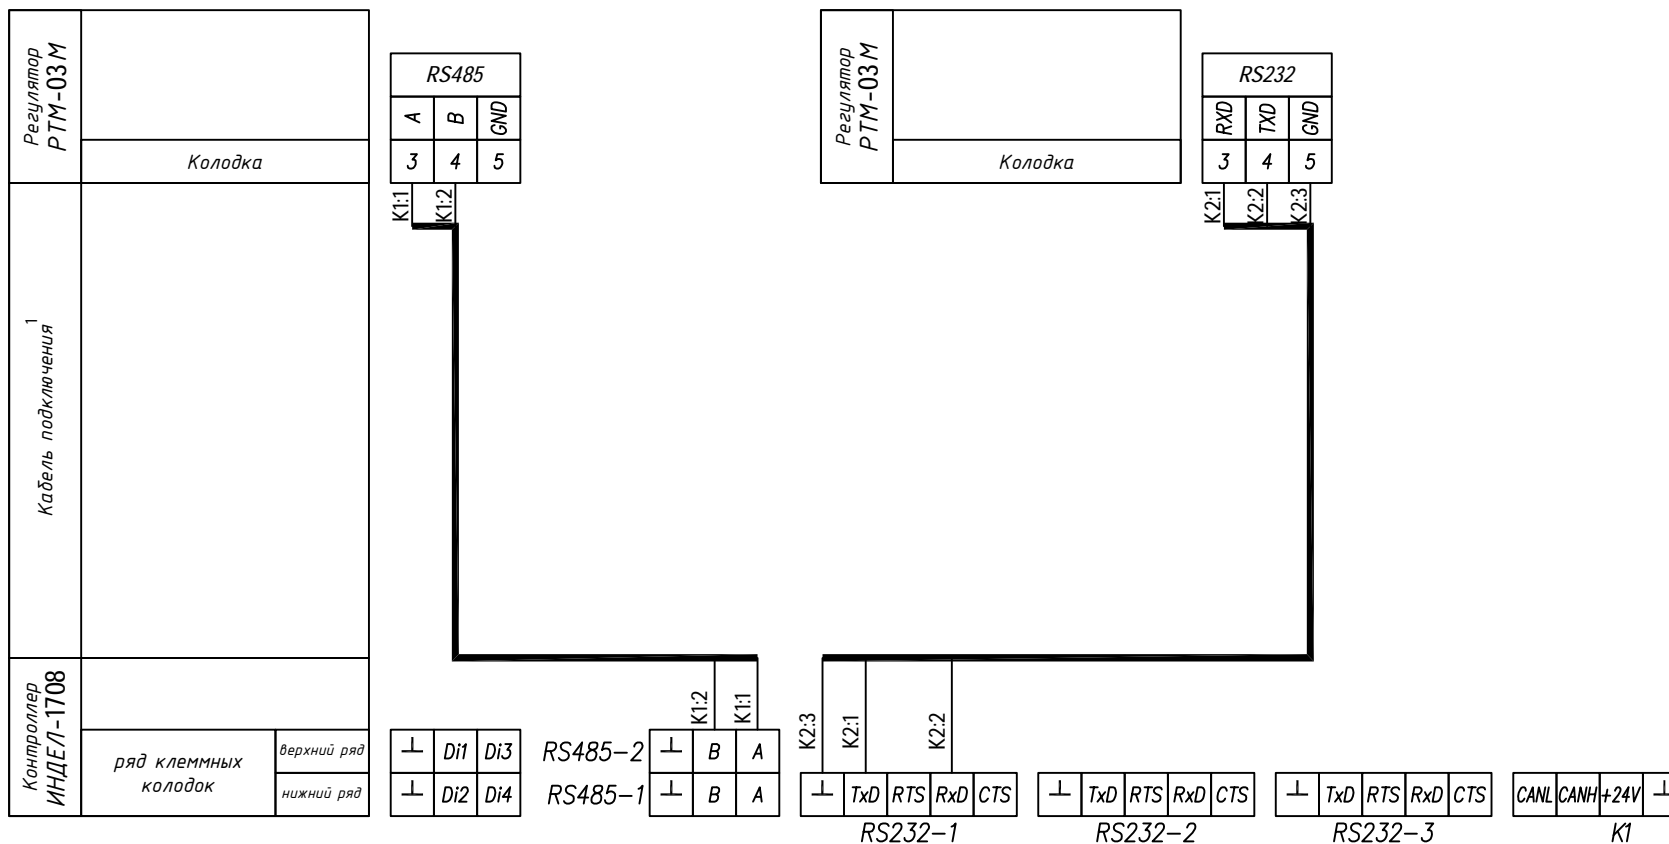 Регулятор
РТМ-03 М
Колодка
RS485
A B GND
3 4 5
K1:1 K1:2
Регулятор
РТМ-03 М
Колодка
RS232
RXD TXD GND
3 4 5
K2:1 K2:2 K2:3
Кабель подключения 1
Контроллер
ИНДЕЛ-1708
ряд клеммных
колодок
верхний ряд
нижний ряд
K1:2 K1:1
K2:3 K2:1 K2:2
⊥ Di1 Di3
⊥ Di2 Di4
RS485-2 ⊥ B A
RS485-1 ⊥ B A
⊥ TxD RTS RxD CTS
RS232-1
⊥ TxD RTS RxD CTS
RS232-2
⊥ TxD RTS RxD CTS
RS232-3
CANL CANH +24V ⊥
K1